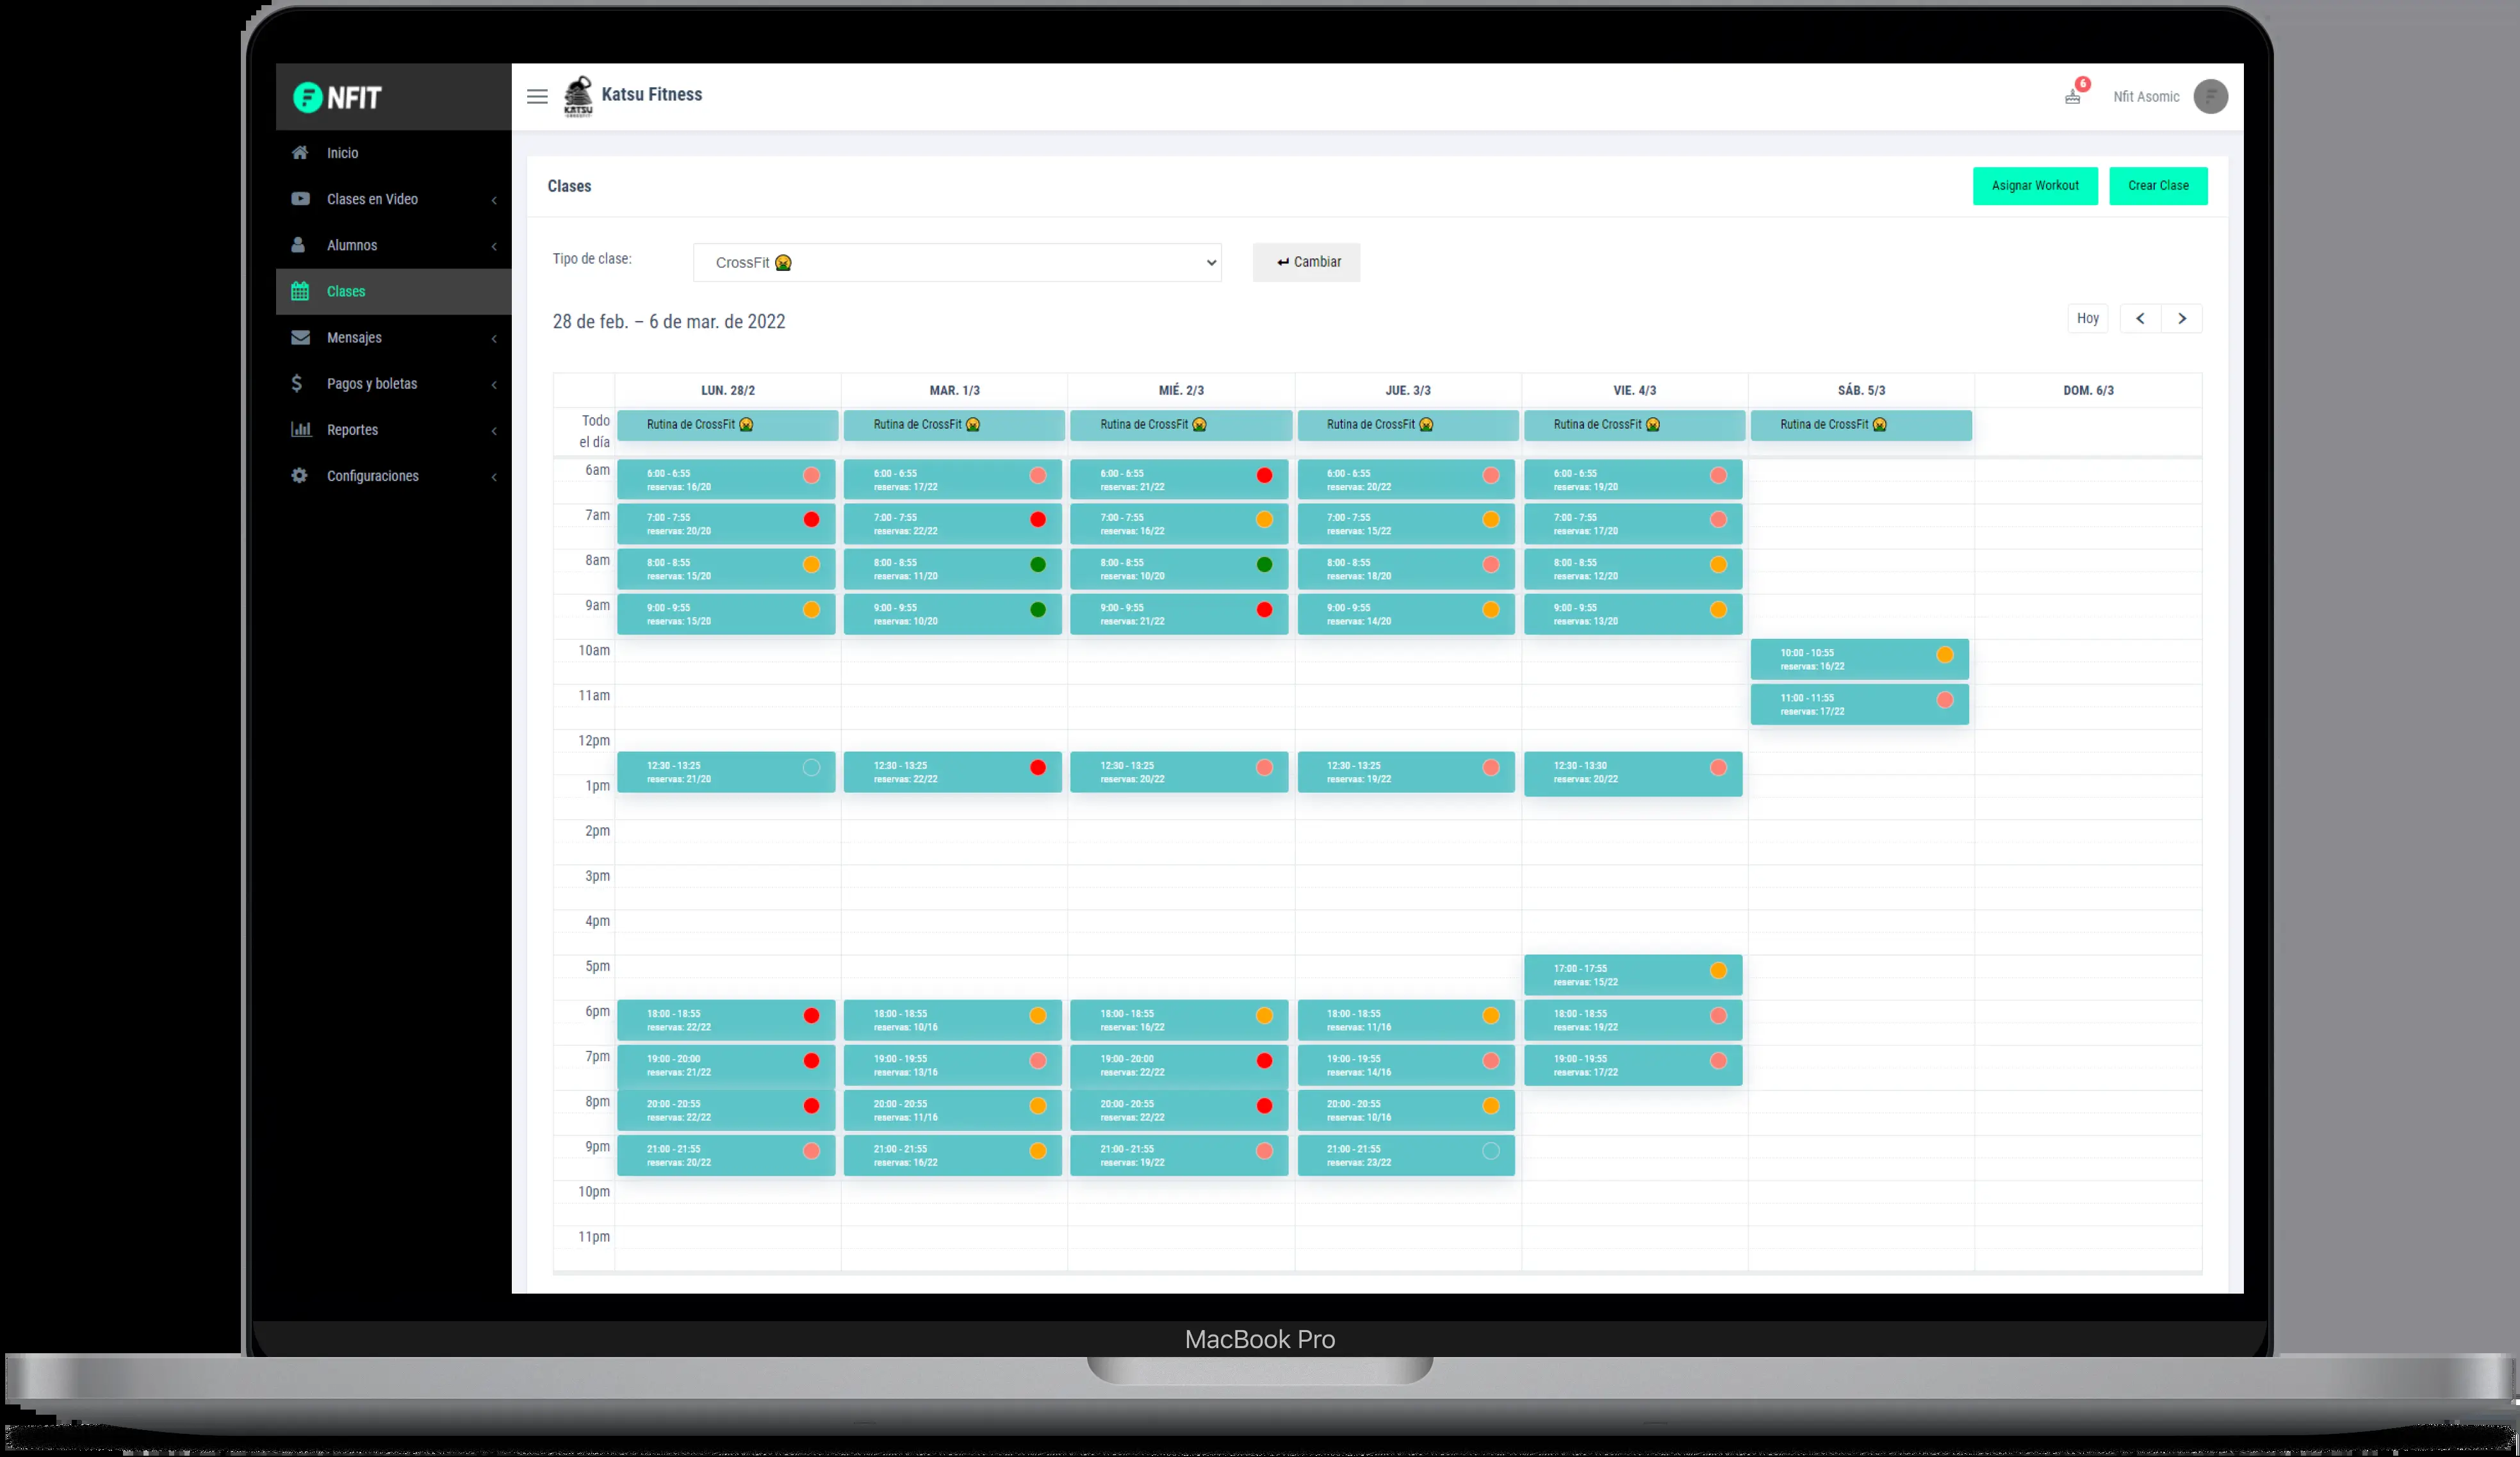 NFIT
Katsu Fitness
KATSU
6
Nfit Asomic
Inicio
Clases en Video
Alumnos
Clases
Mensajes
Pagos y boletas
Reportes
Configuraciones
Clases
Asignar Workout
Crear Clase
Tipo de clase:
CrossFit 🤮
Cambiar
28 de feb. – 6 de mar. de 2022
Hoy
LUN. 28/2 MAR. 1/3 MIÉ. 2/3 JUE. 3/3 VIE. 4/3 SÁB. 5/3 DOM. 6/3
Todo
el día
Rutina de CrossFit 🤮 Rutina de CrossFit 🤮 Rutina de CrossFit 🤮 Rutina de CrossFit 🤮 Rutina de CrossFit 🤮 Rutina de CrossFit 🤮
6am
6:00 - 6:55 6:00 - 6:55 6:00 - 6:55 6:00 - 6:55 6:00 - 6:55
reservas: 16/20 reservas: 17/22 reservas: 21/22 reservas: 20/22 reservas: 19/20
7am
7:00 - 7:55 7:00 - 7:55 7:00 - 7:55 7:00 - 7:55 7:00 - 7:55
reservas: 20/20 reservas: 22/22 reservas: 16/22 reservas: 15/22 reservas: 17/20
8am
8:00 - 8:55 8:00 - 8:55 8:00 - 8:55 8:00 - 8:55 8:00 - 8:55
reservas: 15/20 reservas: 11/20 reservas: 10/20 reservas: 18/20 reservas: 12/20
9am
9:00 - 9:55 9:00 - 9:55 9:00 - 9:55 9:00 - 9:55 9:00 - 9:55
reservas: 15/20 reservas: 10/20 reservas: 21/22 reservas: 14/20 reservas: 13/20
10am
10:00 - 10:55
reservas: 16/22
11am
11:00 - 11:55
reservas: 17/22
12pm
12:30 - 13:25 12:30 - 13:25 12:30 - 13:25 12:30 - 13:25 12:30 - 13:30
reservas: 21/20 reservas: 22/22 reservas: 20/22 reservas: 19/22 reservas: 20/22
1pm
2pm
3pm
4pm
5pm
17:00 - 17:55
reservas: 15/22
6pm
18:00 - 18:55 18:00 - 18:55 18:00 - 18:55 18:00 - 18:55 18:00 - 18:55
reservas: 22/22 reservas: 10/16 reservas: 16/22 reservas: 11/16 reservas: 19/22
7pm
19:00 - 20:00 19:00 - 19:55 19:00 - 20:00 19:00 - 19:55 19:00 - 19:55
reservas: 21/22 reservas: 13/16 reservas: 22/22 reservas: 14/16 reservas: 17/22
8pm
20:00 - 20:55 20:00 - 20:55 20:00 - 20:55 20:00 - 20:55
reservas: 22/22 reservas: 11/16 reservas: 22/22 reservas: 10/16
9pm
21:00 - 21:55 21:00 - 21:55 21:00 - 21:55 21:00 - 21:55
reservas: 20/22 reservas: 16/22 reservas: 19/22 reservas: 23/22
10pm
11pm
MacBook Pro